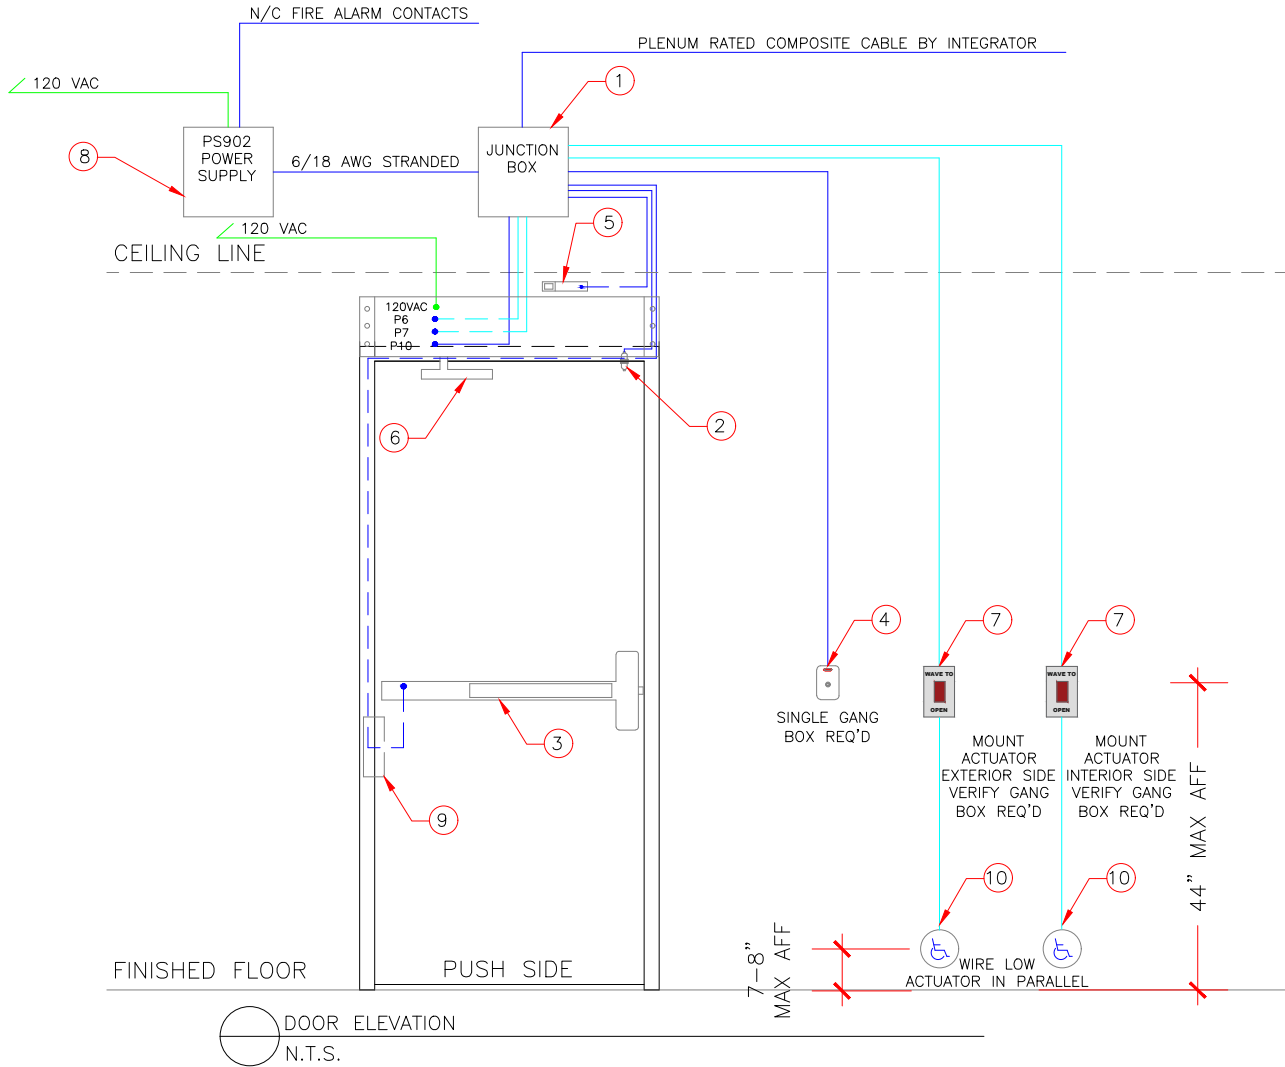 N/C FIRE ALARM CONTACTS
PLENUM RATED COMPOSITE CABLE BY INTEGRATOR
120 VAC
1
PS902
POWER
SUPPLY
8
6/18 AWG STRANDED
JUNCTION
BOX
120 VAC
5
CEILING LINE
120VAC
P6
P7
P10
6
2
4
7
7
WAVE TO
OPEN
WAVE TO
OPEN
SINGLE GANG
BOX REQ'D
3
MOUNT
ACTUATOR
EXTERIOR SIDE
VERIFY GANG
BOX REQ'D
MOUNT
ACTUATOR
INTERIOR SIDE
VERIFY GANG
BOX REQ'D
9
44" MAX AFF
10
10
7-8"
MAX AFF
WIRE LOW
ACTUATOR IN PARALLEL
FINISHED FLOOR
PUSH SIDE
DOOR ELEVATION
N.T.S.